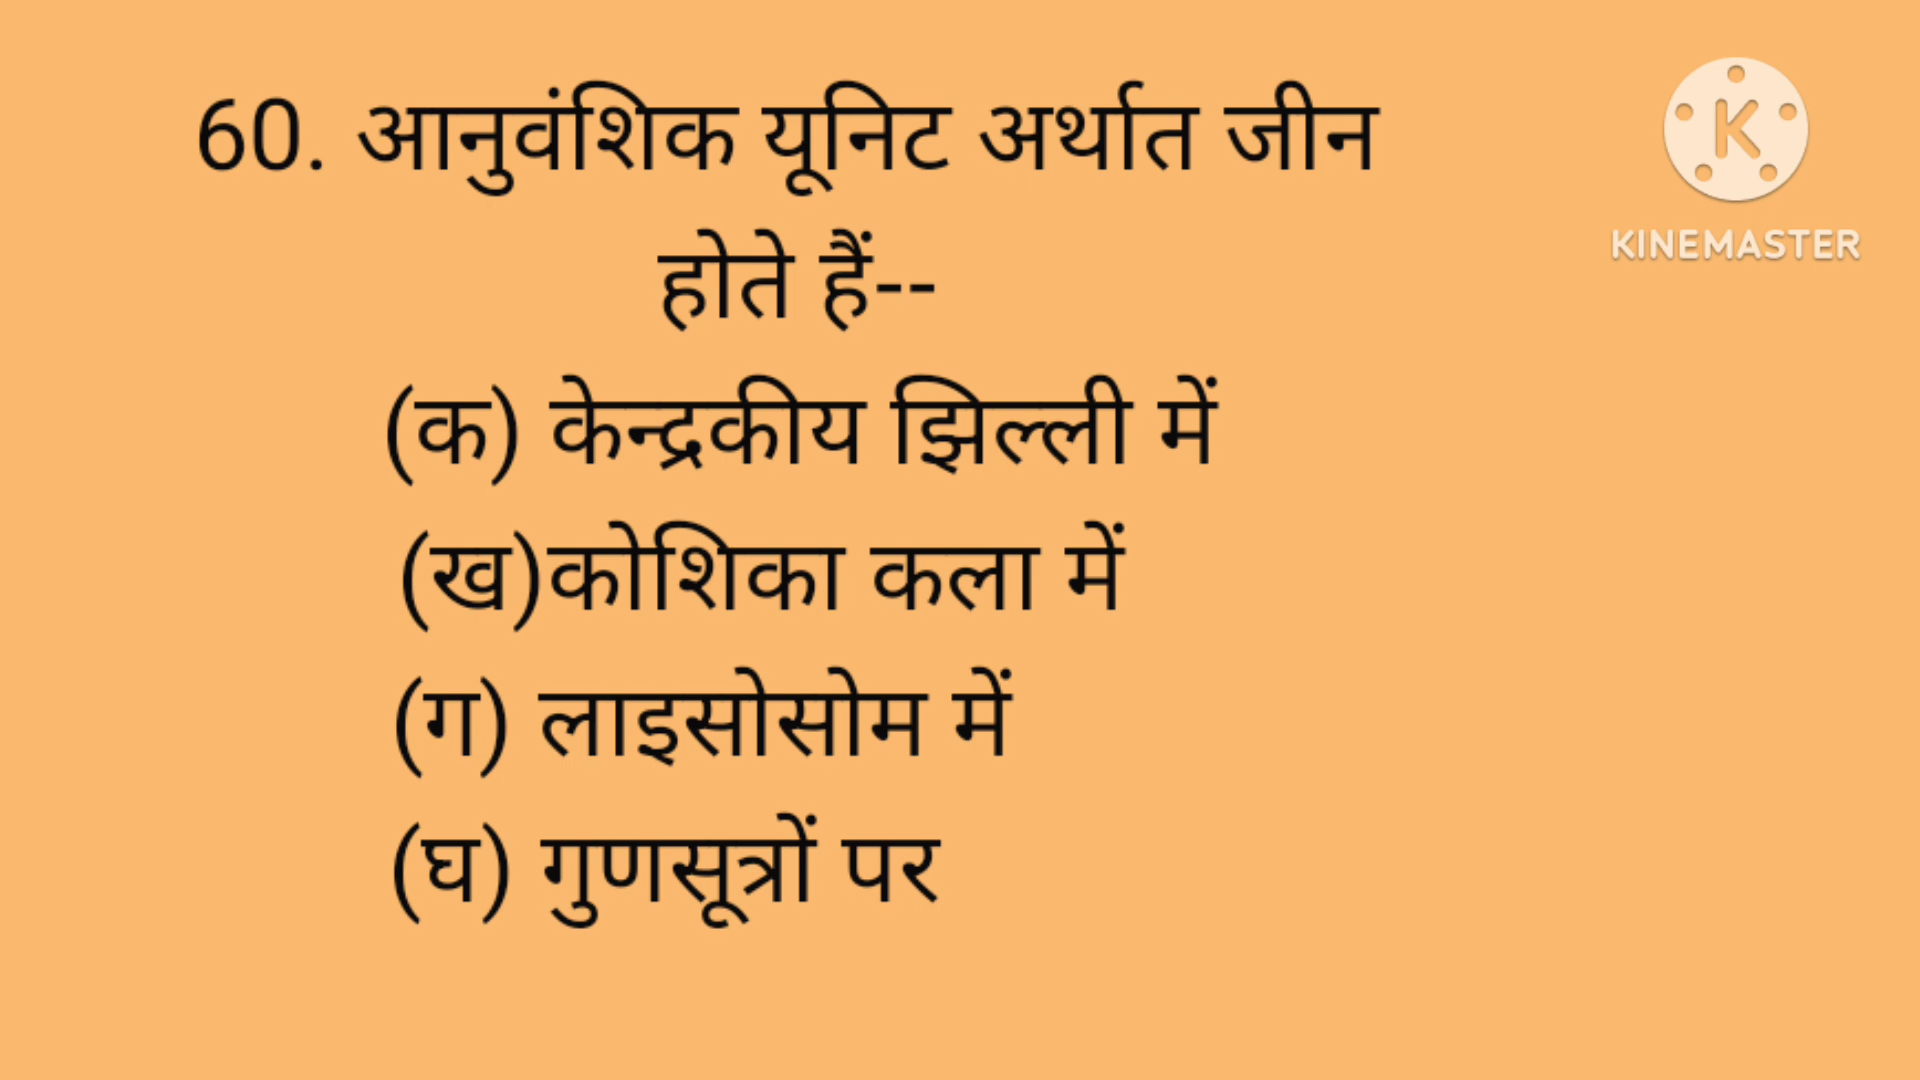 60. आनुवंशिक यूनिट अर्थात जीन
होते हैं--
(क) केन्द्रकीय झिल्ली में
(ख)कोशिका कला में
(ग) लाइसोसोम में
(घ) गुणसूत्रों पर
K
KINEMASTER